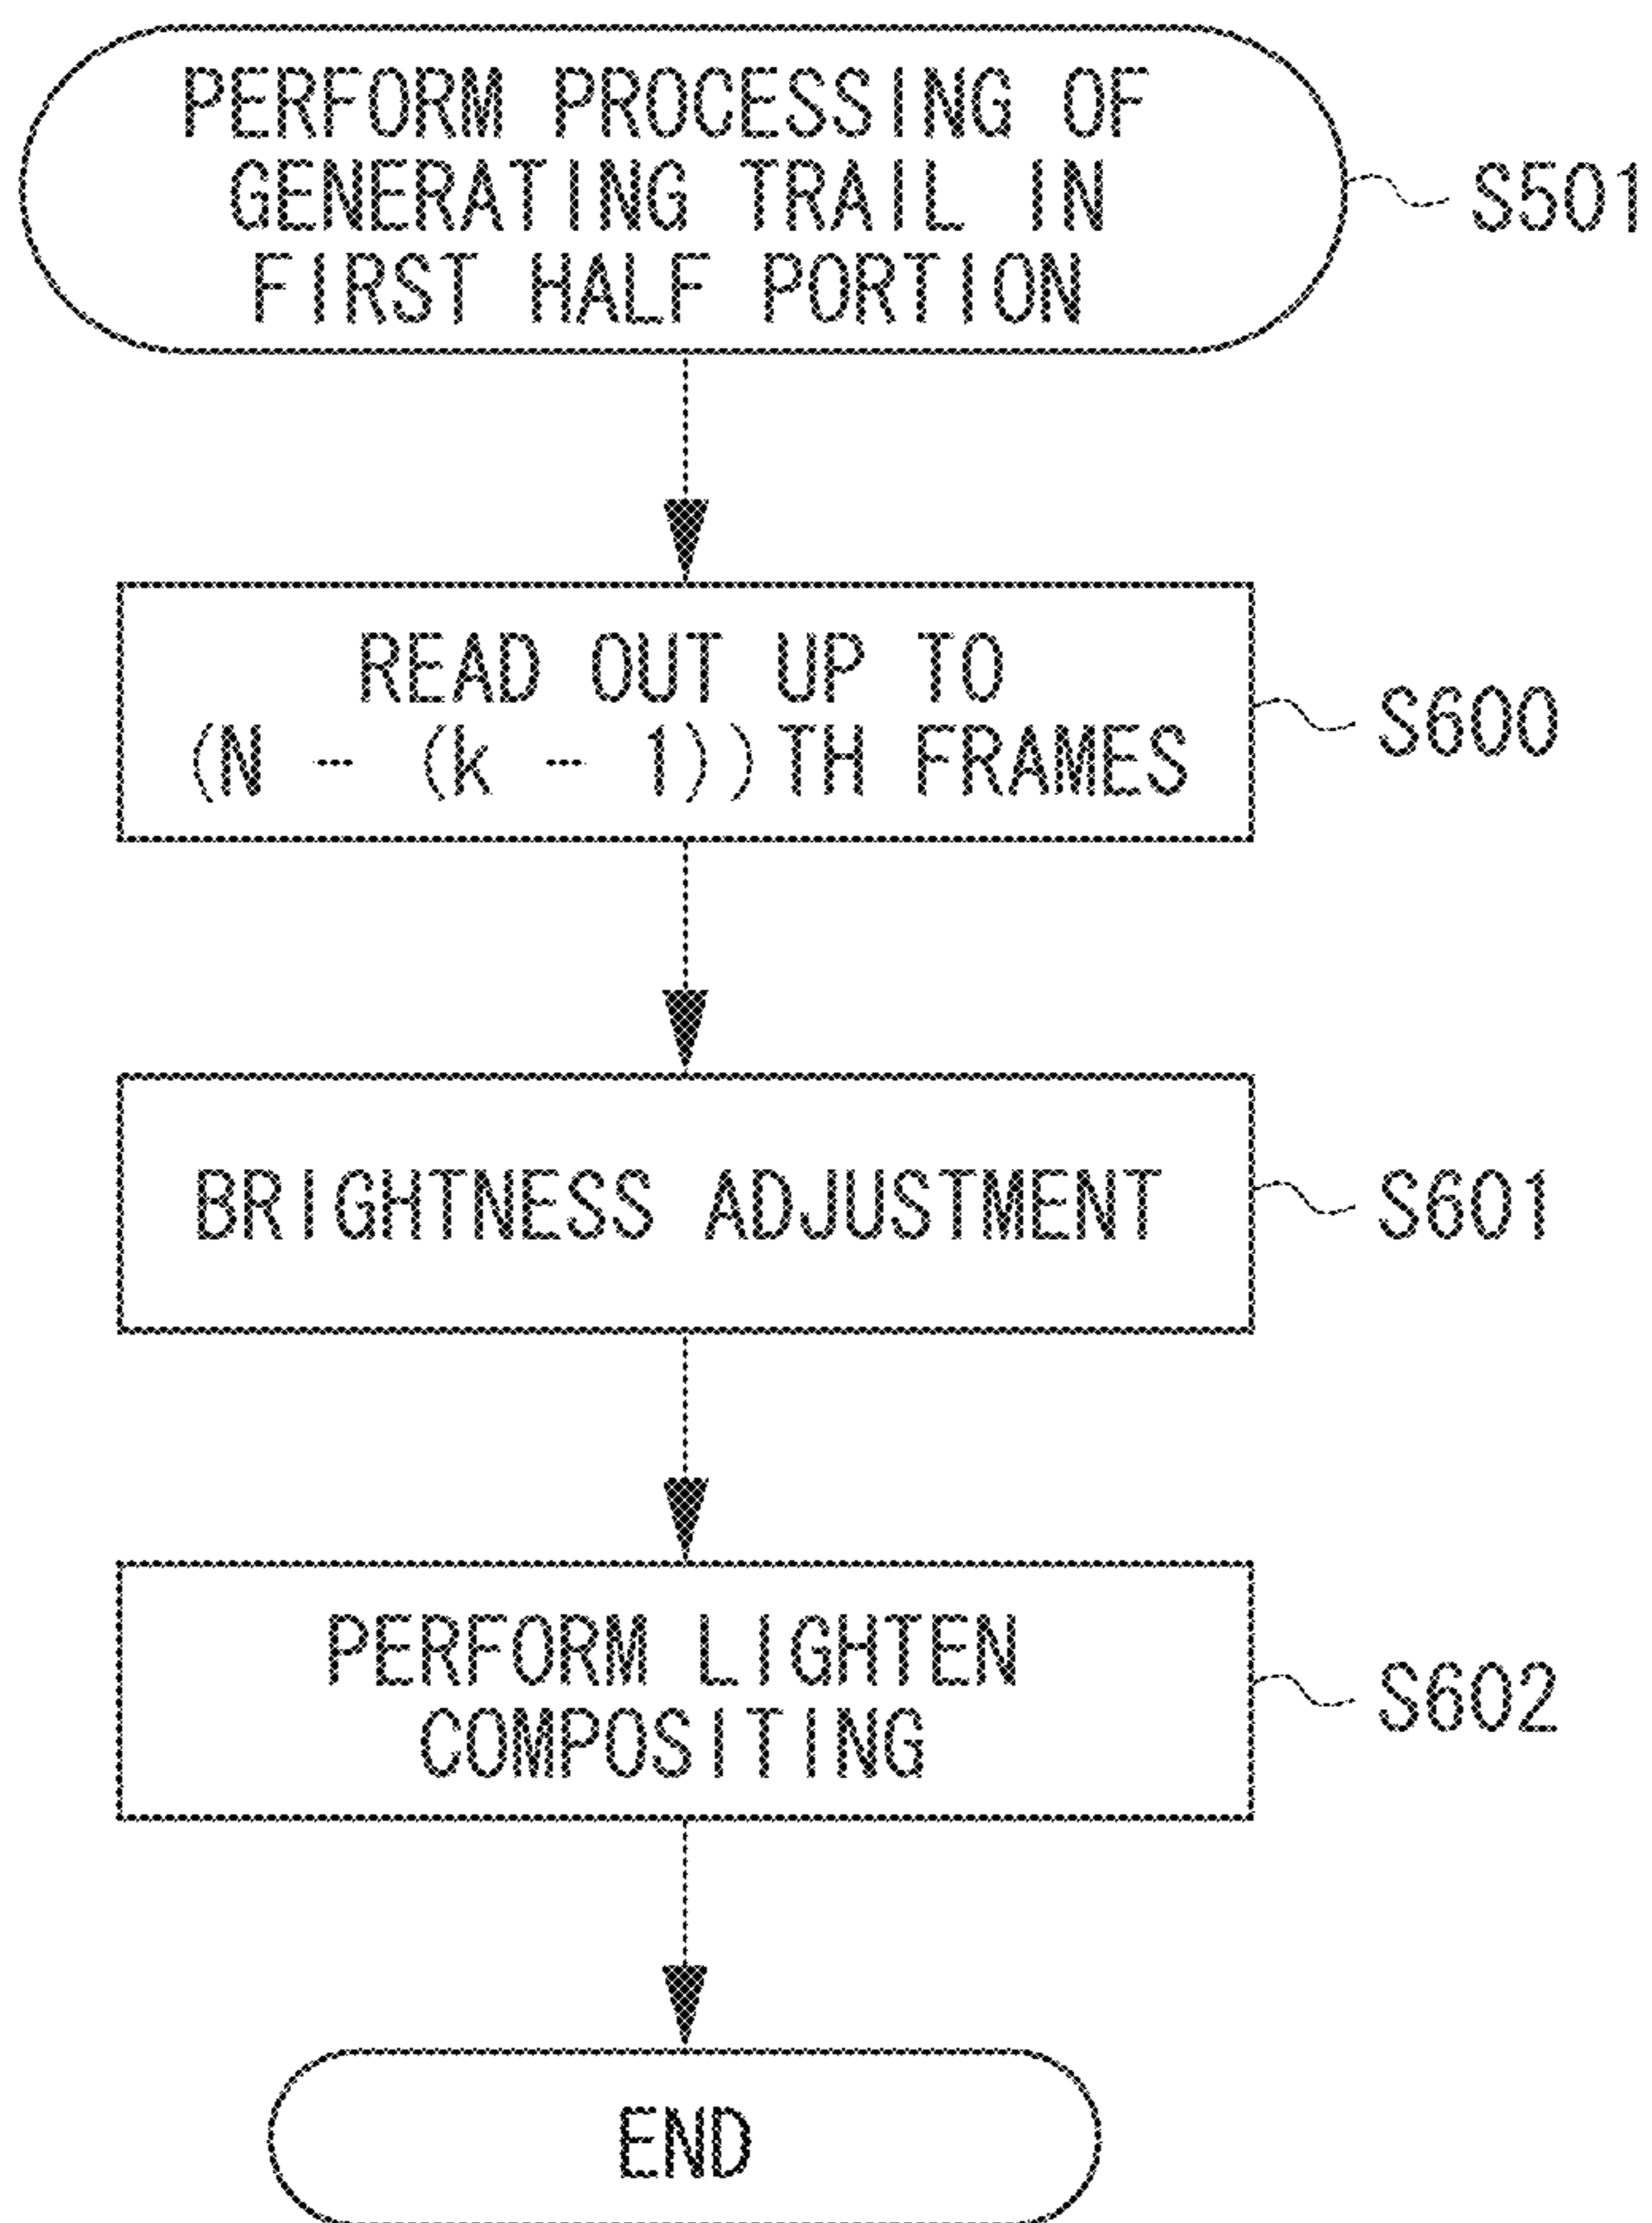 PERFORM PROCESSING OF
GENERATING TRAIL IN
FIRST HALF PORTION
S501
READ OUT UP TO
(N - (k - 1))TH FRAMES
S600
BRIGHTNESS ADJUSTMENT
S601
PERFORM LIGHTEN
COMPOSITING
S602
END